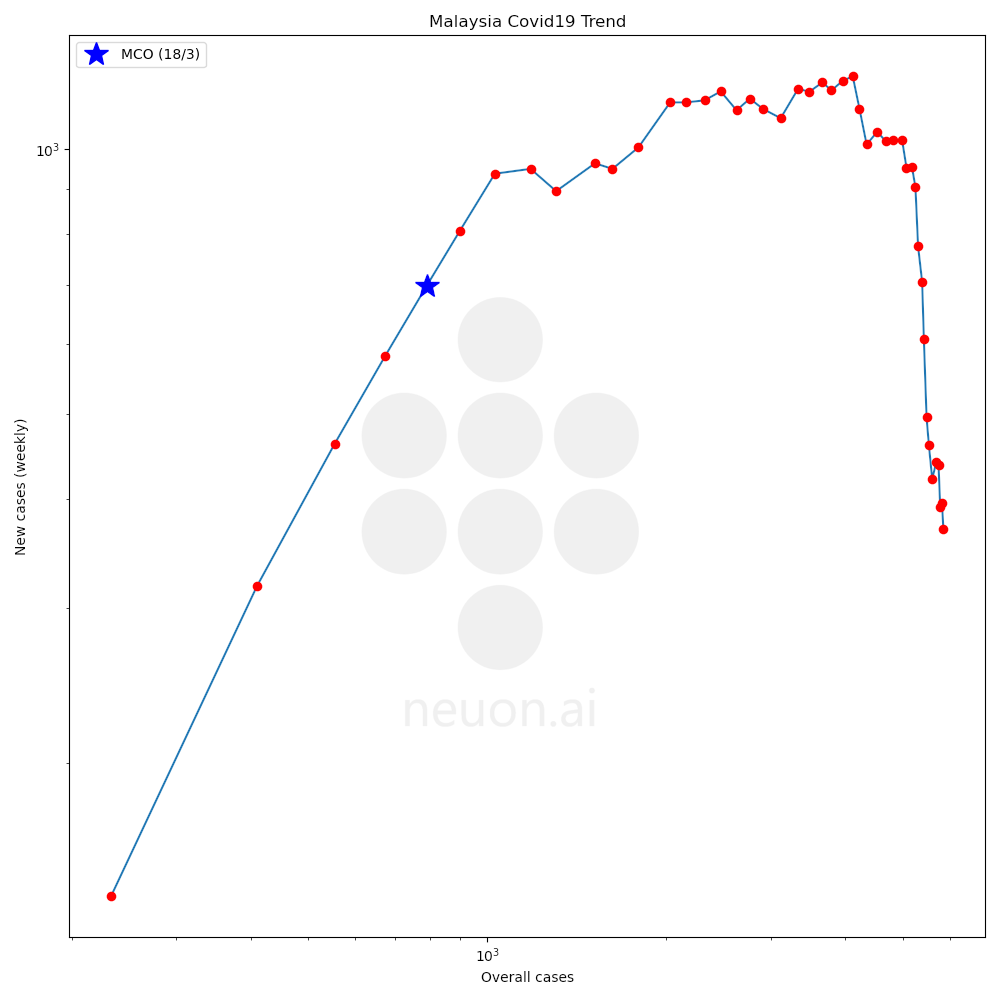 Malaysia Covid19 Trend
MCO (18/3)
10³
New cases (weekly)
neuon.ai
10³
Overall cases